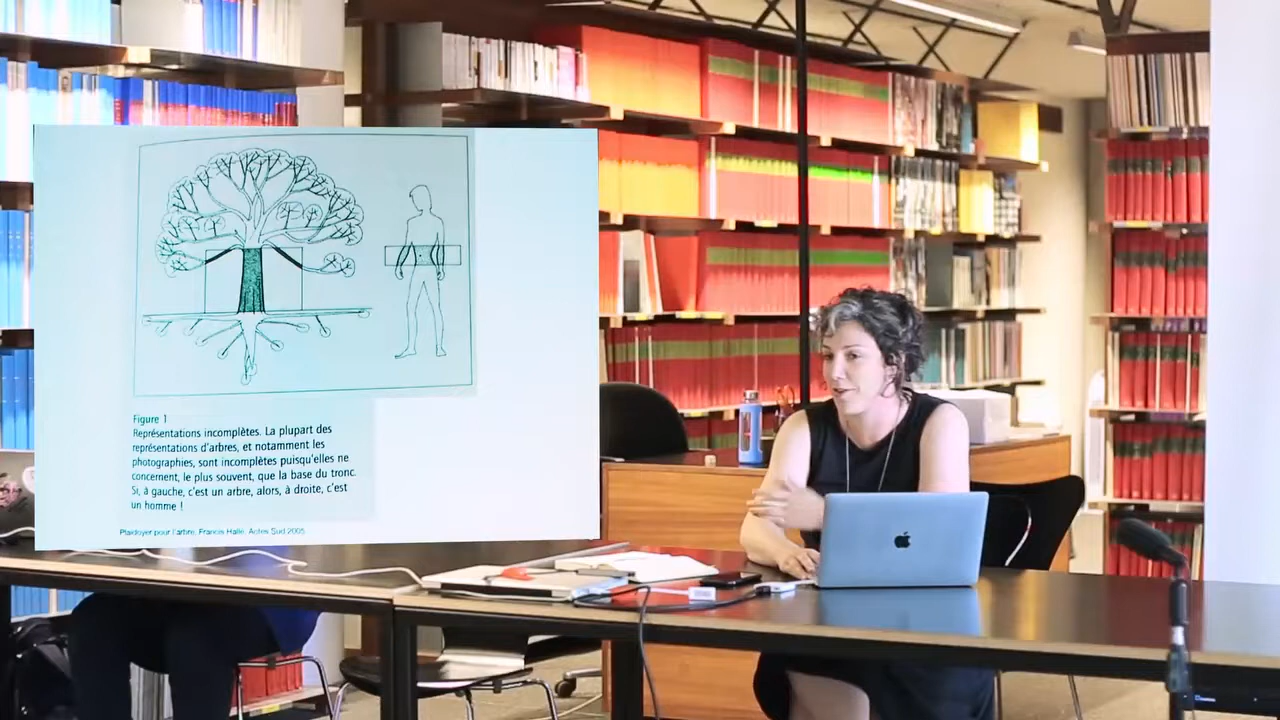 Figure 1
Représentations incomplètes. La plupart des
représentations d'arbres, et notamment les
photographies, sont incomplètes puisqu'elles ne
concernent, le plus souvent, que la base du tronc.
Si, à gauche, c'est un arbre, alors, à droite, c'est
un homme !
Plaidoyer pour l'arbre, Francis Hallé, Actes Sud 2005